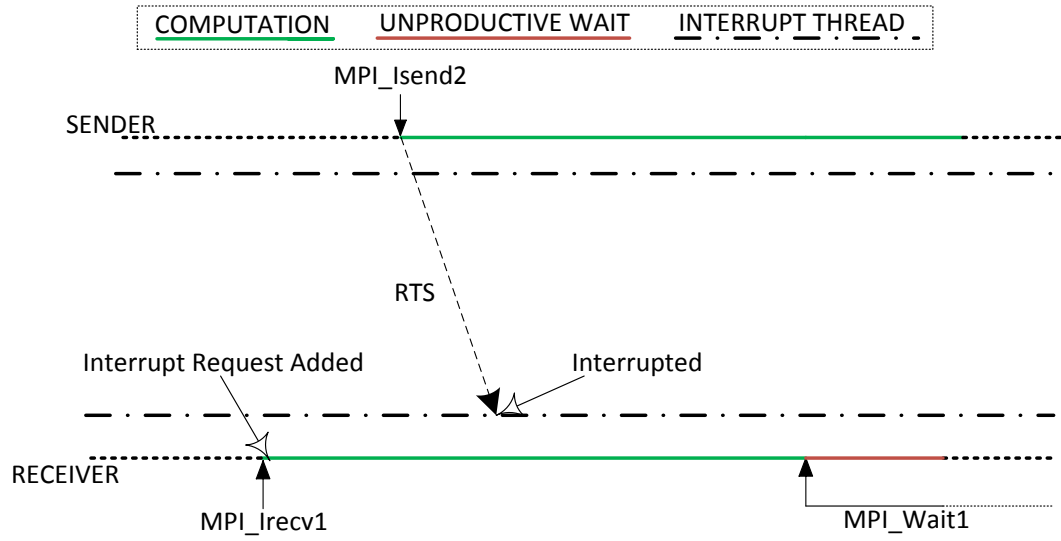 COMPUTATION UNPRODUCTIVE WAIT INTERRUPT THREAD
MPI_Isend2
SENDER
RTS
Interrupt Request Added Interrupted
RECEIVER
MPI_Irecv1 MPI_Wait1